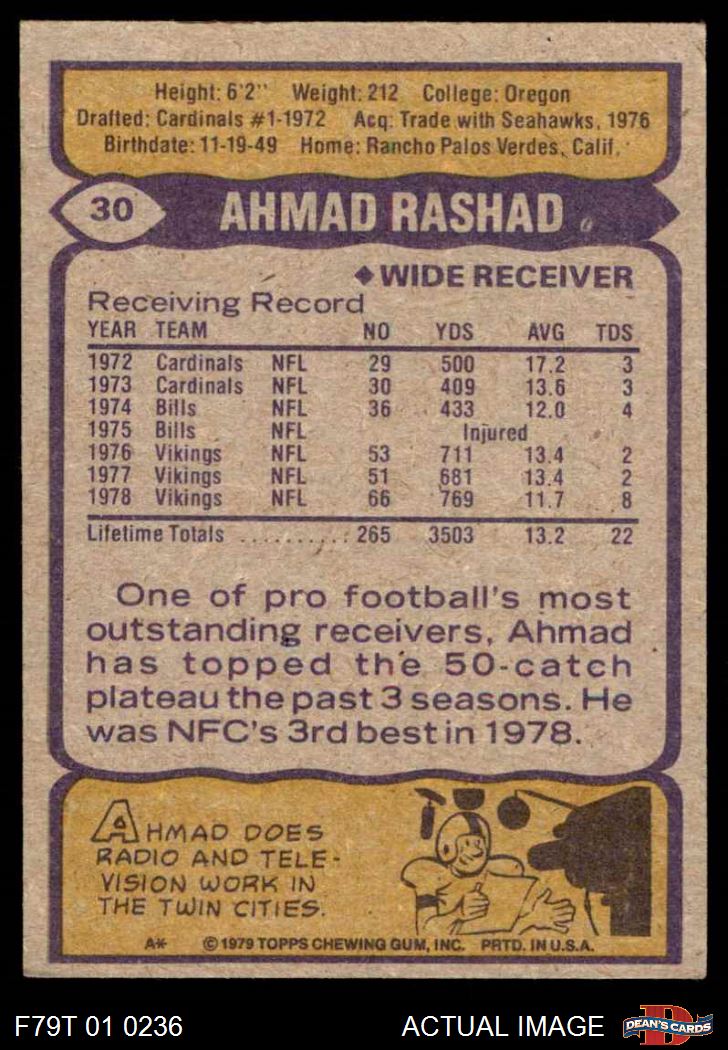 Height: 6'2" Weight: 212 College: Oregon
Drafted: Cardinals #1-1972 Acq: Trade with Seahawks, 1976
Birthdate: 11-19-49 Home: Rancho Palos Verdes, Calif.
30 AHMAD RASHAD
◆ WIDE RECEIVER
Receiving Record
YEAR TEAM NO YDS AVG TDS
1972 Cardinals NFL 29 500 17.2 3
1973 Cardinals NFL 30 409 13.6 3
1974 Bills NFL 36 433 12.0 4
1975 Bills NFL Injured
1976 Vikings NFL 53 711 13.4 2
1977 Vikings NFL 51 681 13.4 2
1978 Vikings NFL 66 769 11.7 8
Lifetime Totals .......... 265 3503 13.2 22
One of pro football's most
outstanding receivers, Ahmad
has topped the 50-catch
plateau the past 3 seasons. He
was NFC's 3rd best in 1978.
AHMAD DOES
RADIO AND TELE-
VISION WORK IN
THE TWIN CITIES.
A* © 1979 TOPPS CHEWING GUM, INC. PRTD. IN U.S.A.
F79T 01 0236 ACTUAL IMAGE D DEAN'S CARDS